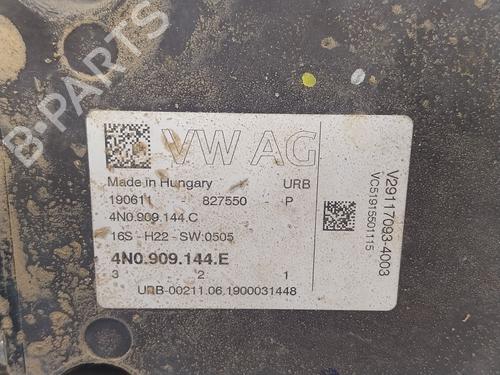 B-PARTS
VW AG
Made in Hungary URB
190611 827550 P
4N0.909.144.C
16S - H22 - SW:0505
4N0.909.144.E
3 2 1
URB-00211.06.1900031448
V29117093-4003
VC51915501115